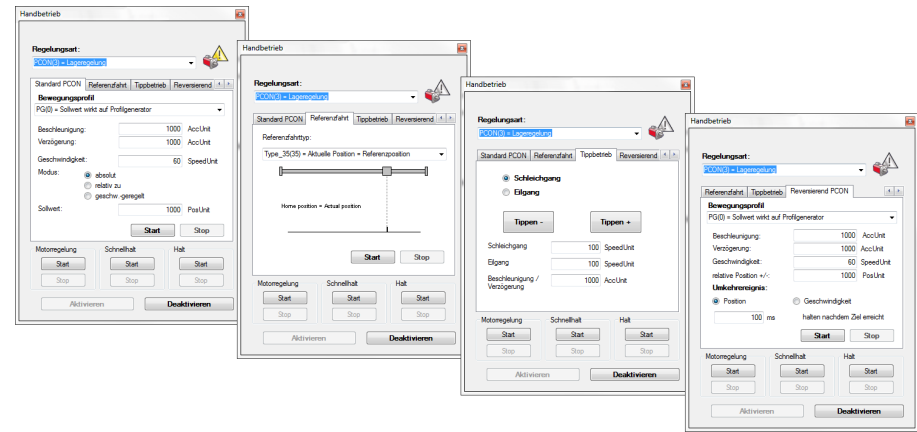 Handbetrieb
Regelungsart:
PCON(3) = Lageregelung
Standard PCON Referenzfahrt Tippbetrieb Reversierend
Bewegungsprofil
PG(0) = Sollwert wirkt auf Profilgenerator
Beschleunigung: 1000 AccUnit
Verzögerung: 1000 AccUnit
Geschwindigkeit: 60 SpeedUnit
Modus: absolut
relativ zu
geschw.-geregelt
Sollwert: 1000 PosUnit
Start Stop
Motorregelung Schnellhalt Halt
Start Start Start
Stop Stop Stop
Aktivieren Deaktivieren
Handbetrieb
Regelungsart:
PCON(3) = Lageregelung
Standard PCON Referenzfahrt Tippbetrieb Reversierend
Referenzfahrttyp:
Type_35(35) = Aktuelle Position = Referenzposition
Home position = Actual position
Start Stop
Motorregelung Schnellhalt Halt
Start Start Start
Stop Stop Stop
Aktivieren Deaktivieren
Handbetrieb
Regelungsart:
PCON(3) = Lageregelung
Standard PCON Referenzfahrt Tippbetrieb Reversierend
Schleichgang
Eilgang
Tippen - Tippen +
Schleichgang 100 SpeedUnit
Eilgang 100 SpeedUnit
Beschleunigung / 1000 AccUnit
Verzögerung
Motorregelung Schnellhalt Halt
Start Start Start
Stop Stop Stop
Aktivieren Deaktivieren
Handbetrieb
Regelungsart:
PCON(3) = Lageregelung
Referenzfahrt Tippbetrieb Reversierend PCON
Bewegungsprofil
PG(0) = Sollwert wirkt auf Profilgenerator
Beschleunigung: 1000 AccUnit
Verzögerung: 1000 AccUnit
Geschwindigkeit: 60 SpeedUnit
relative Position +/-: 1000 PosUnit
Umkehrereignis:
Position Geschwindigkeit
100 ms halten nachdem Ziel erreicht
Start Stop
Motorregelung Schnellhalt Halt
Start Start Start
Stop Stop Stop
Aktivieren Deaktivieren